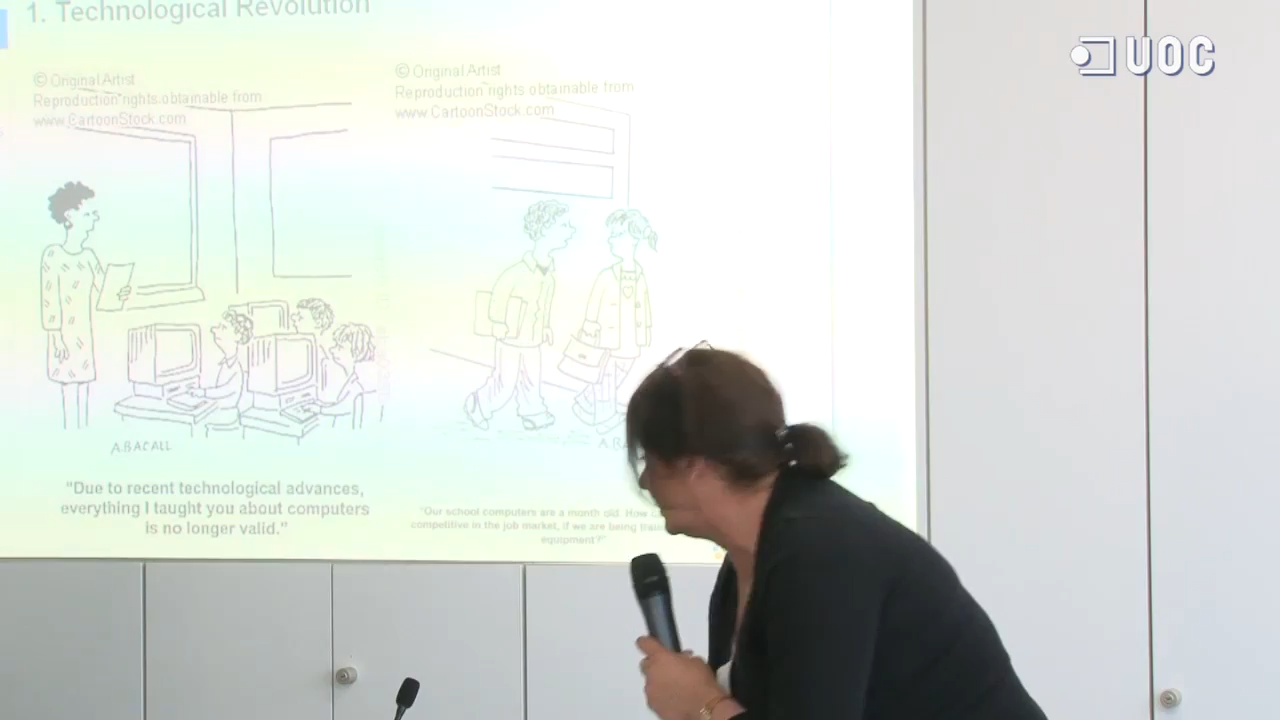 1. Technological Revolution
UOC
© Original Artist
Reproduction rights obtainable from
www.CartoonStock.com
© Original Artist
Reproduction rights obtainable from
www.CartoonStock.com
A.BACALL
"Due to recent technological advances,
everything I taught you about computers
is no longer valid."
"Our school computers are a month old. How
competitive in the job market, if we are being
equipment?"